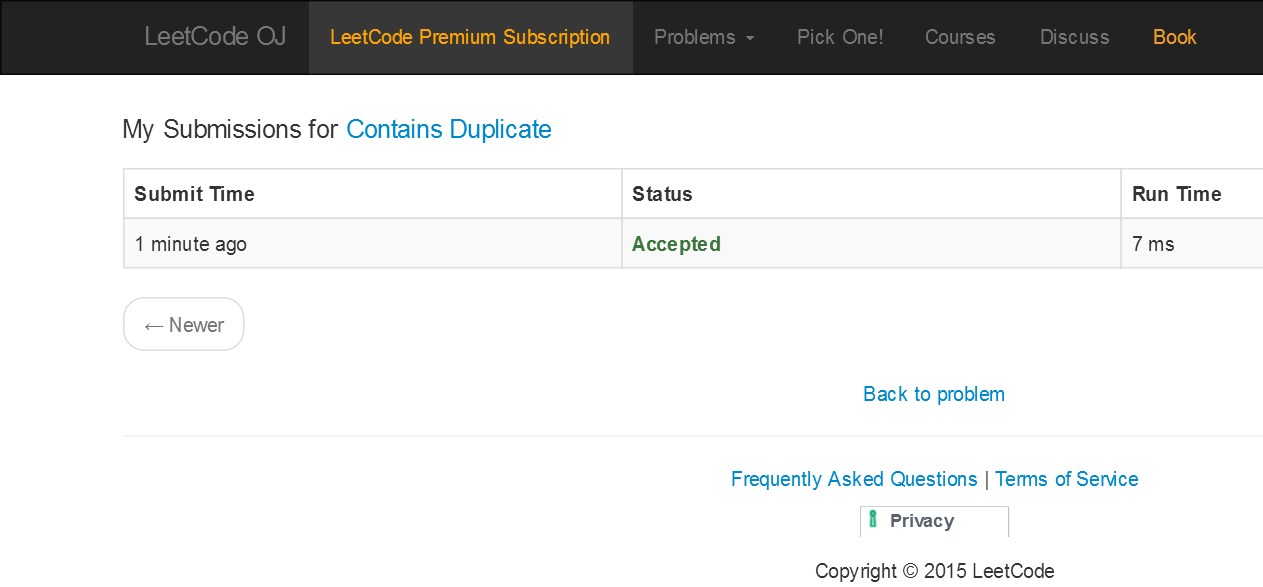 LeetCode OJ LeetCode Premium Subscription Problems Pick One! Courses Discuss Book
My Submissions for Contains Duplicate
Submit Time Status Run Time
1 minute ago Accepted 7 ms
← Newer
Back to problem
Frequently Asked Questions | Terms of Service
Privacy
Copyright © 2015 LeetCode